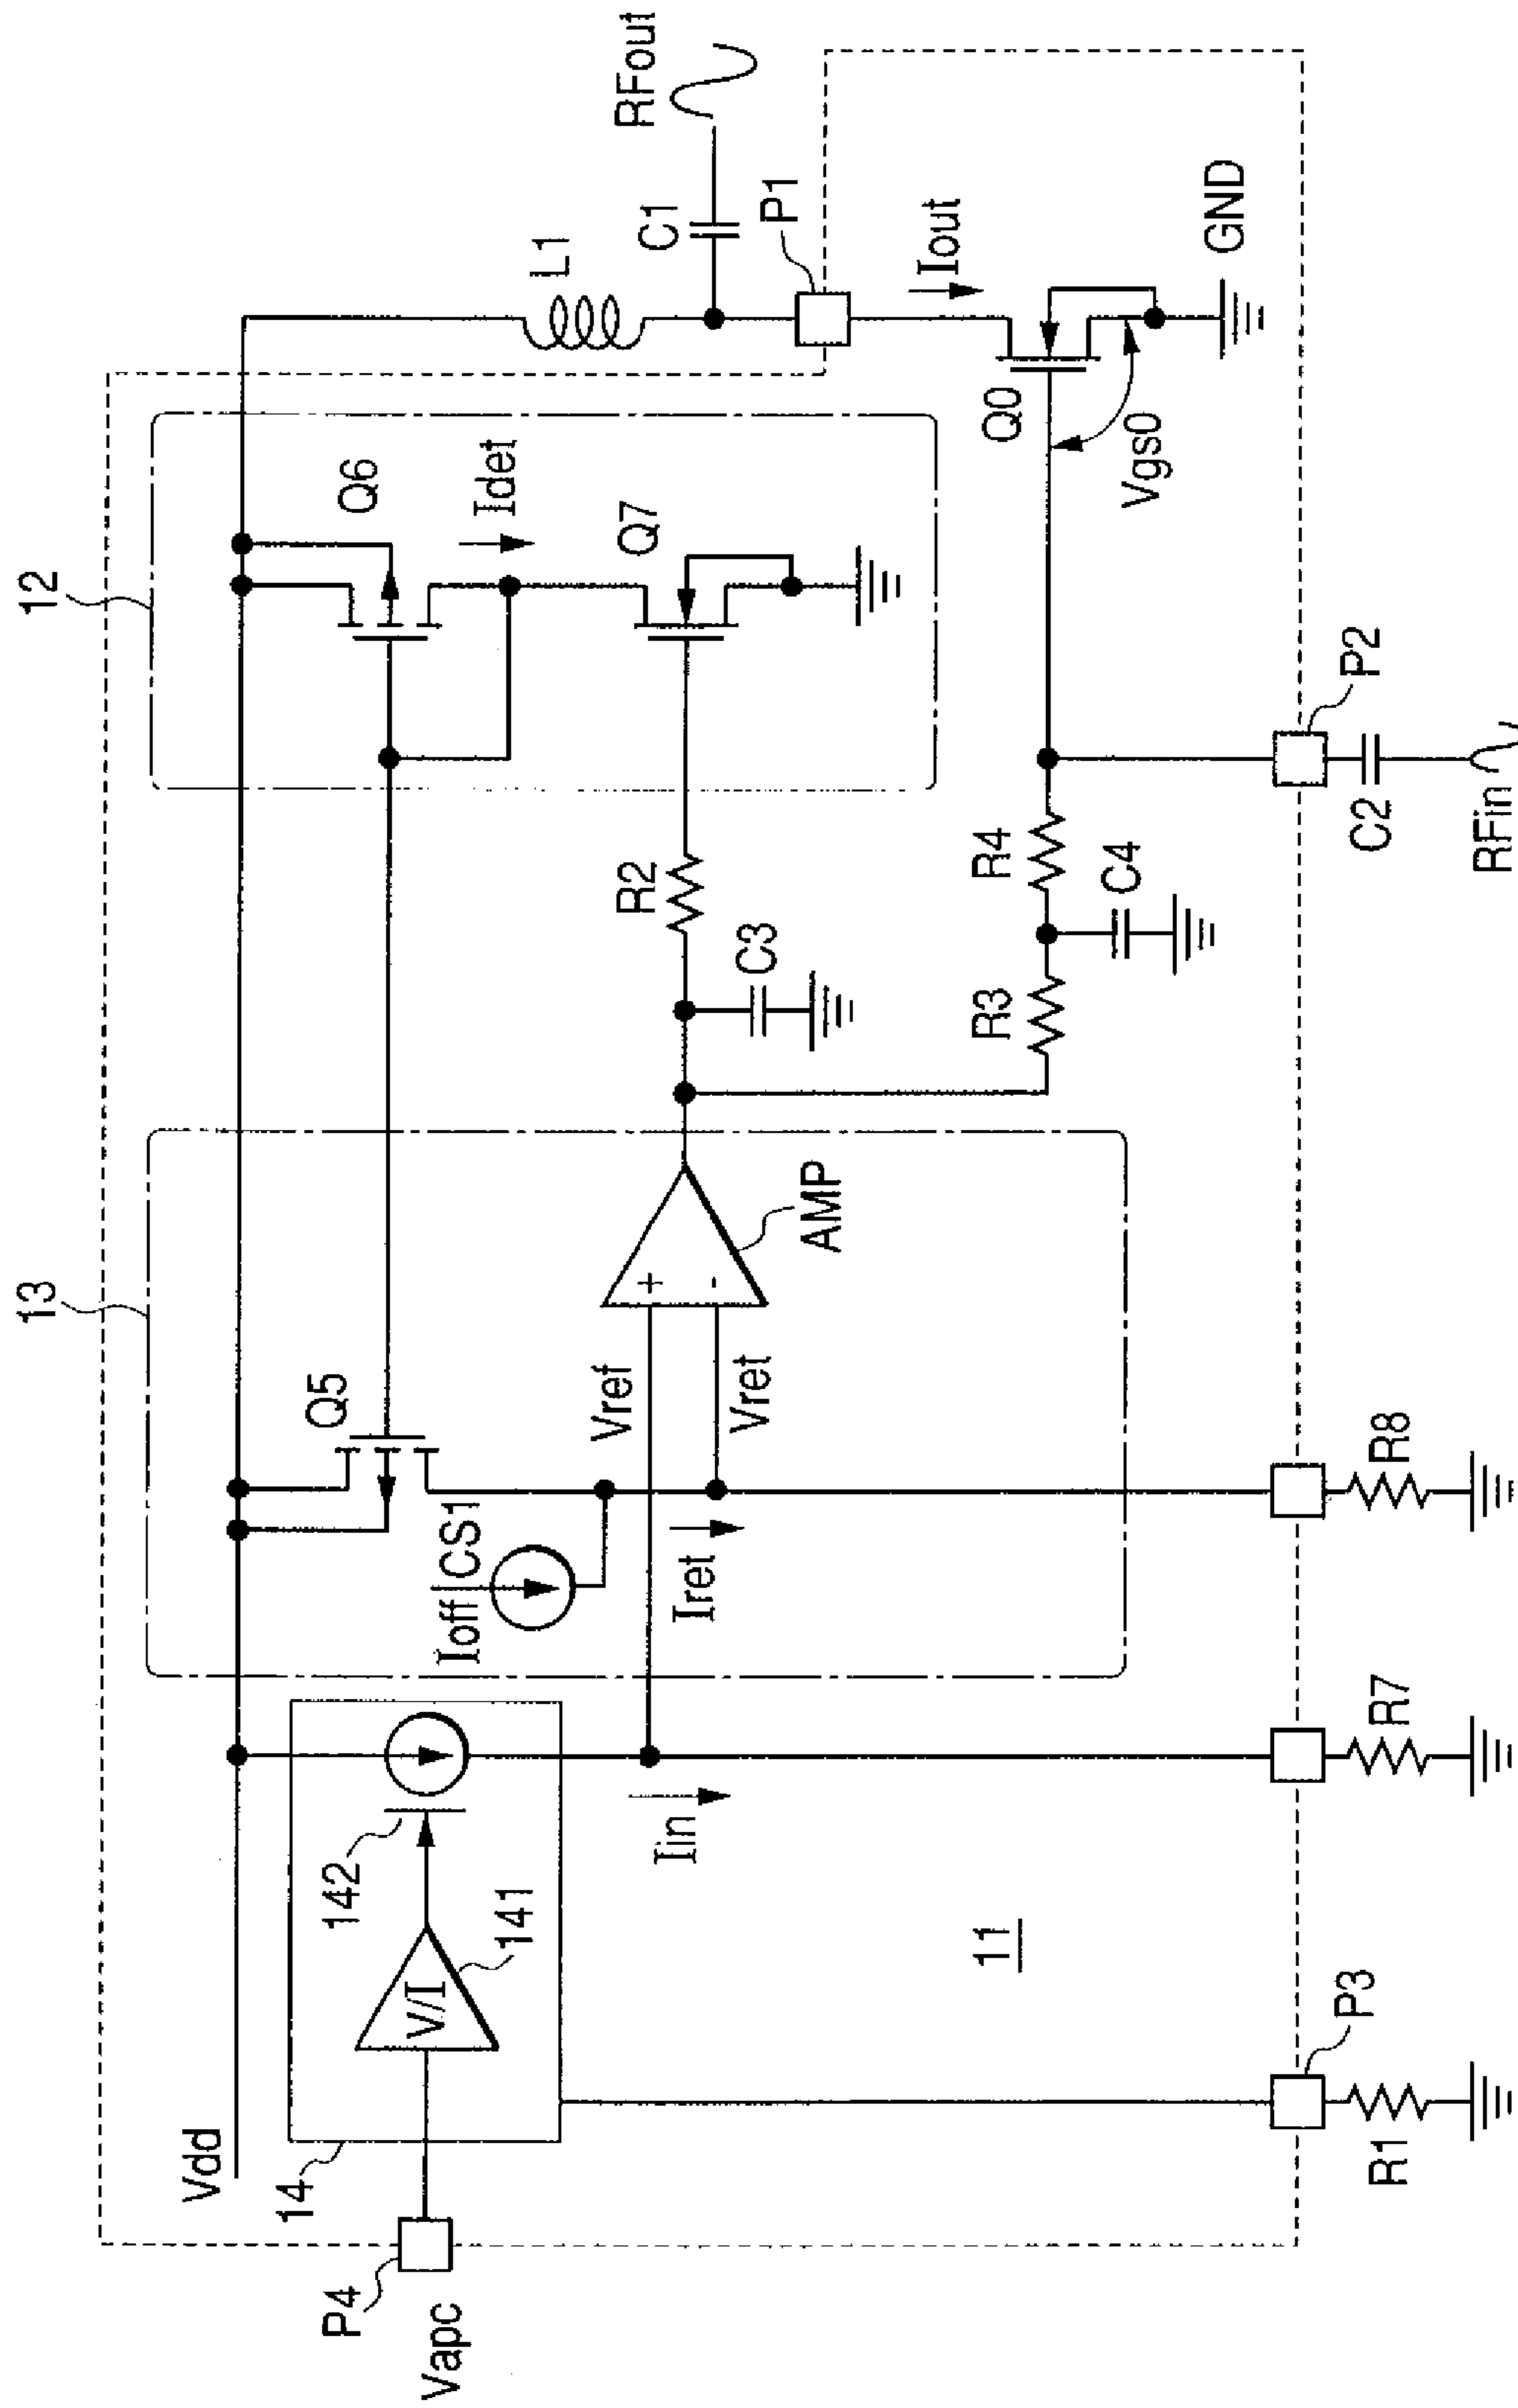 12
13
RFout
C1
P1
L1
Iout
GND
Q0
Vgs0
Q6
Idet
Q7
P2
C2
RFin
R2
C3
R4
C4
R3
AMP
+
-
Vref
Vret
Q5
Ioff
CS1
Iret
R8
R7
Iin
142
141
V/I
11
P3
R1
Vdd
14
P4
Vapc